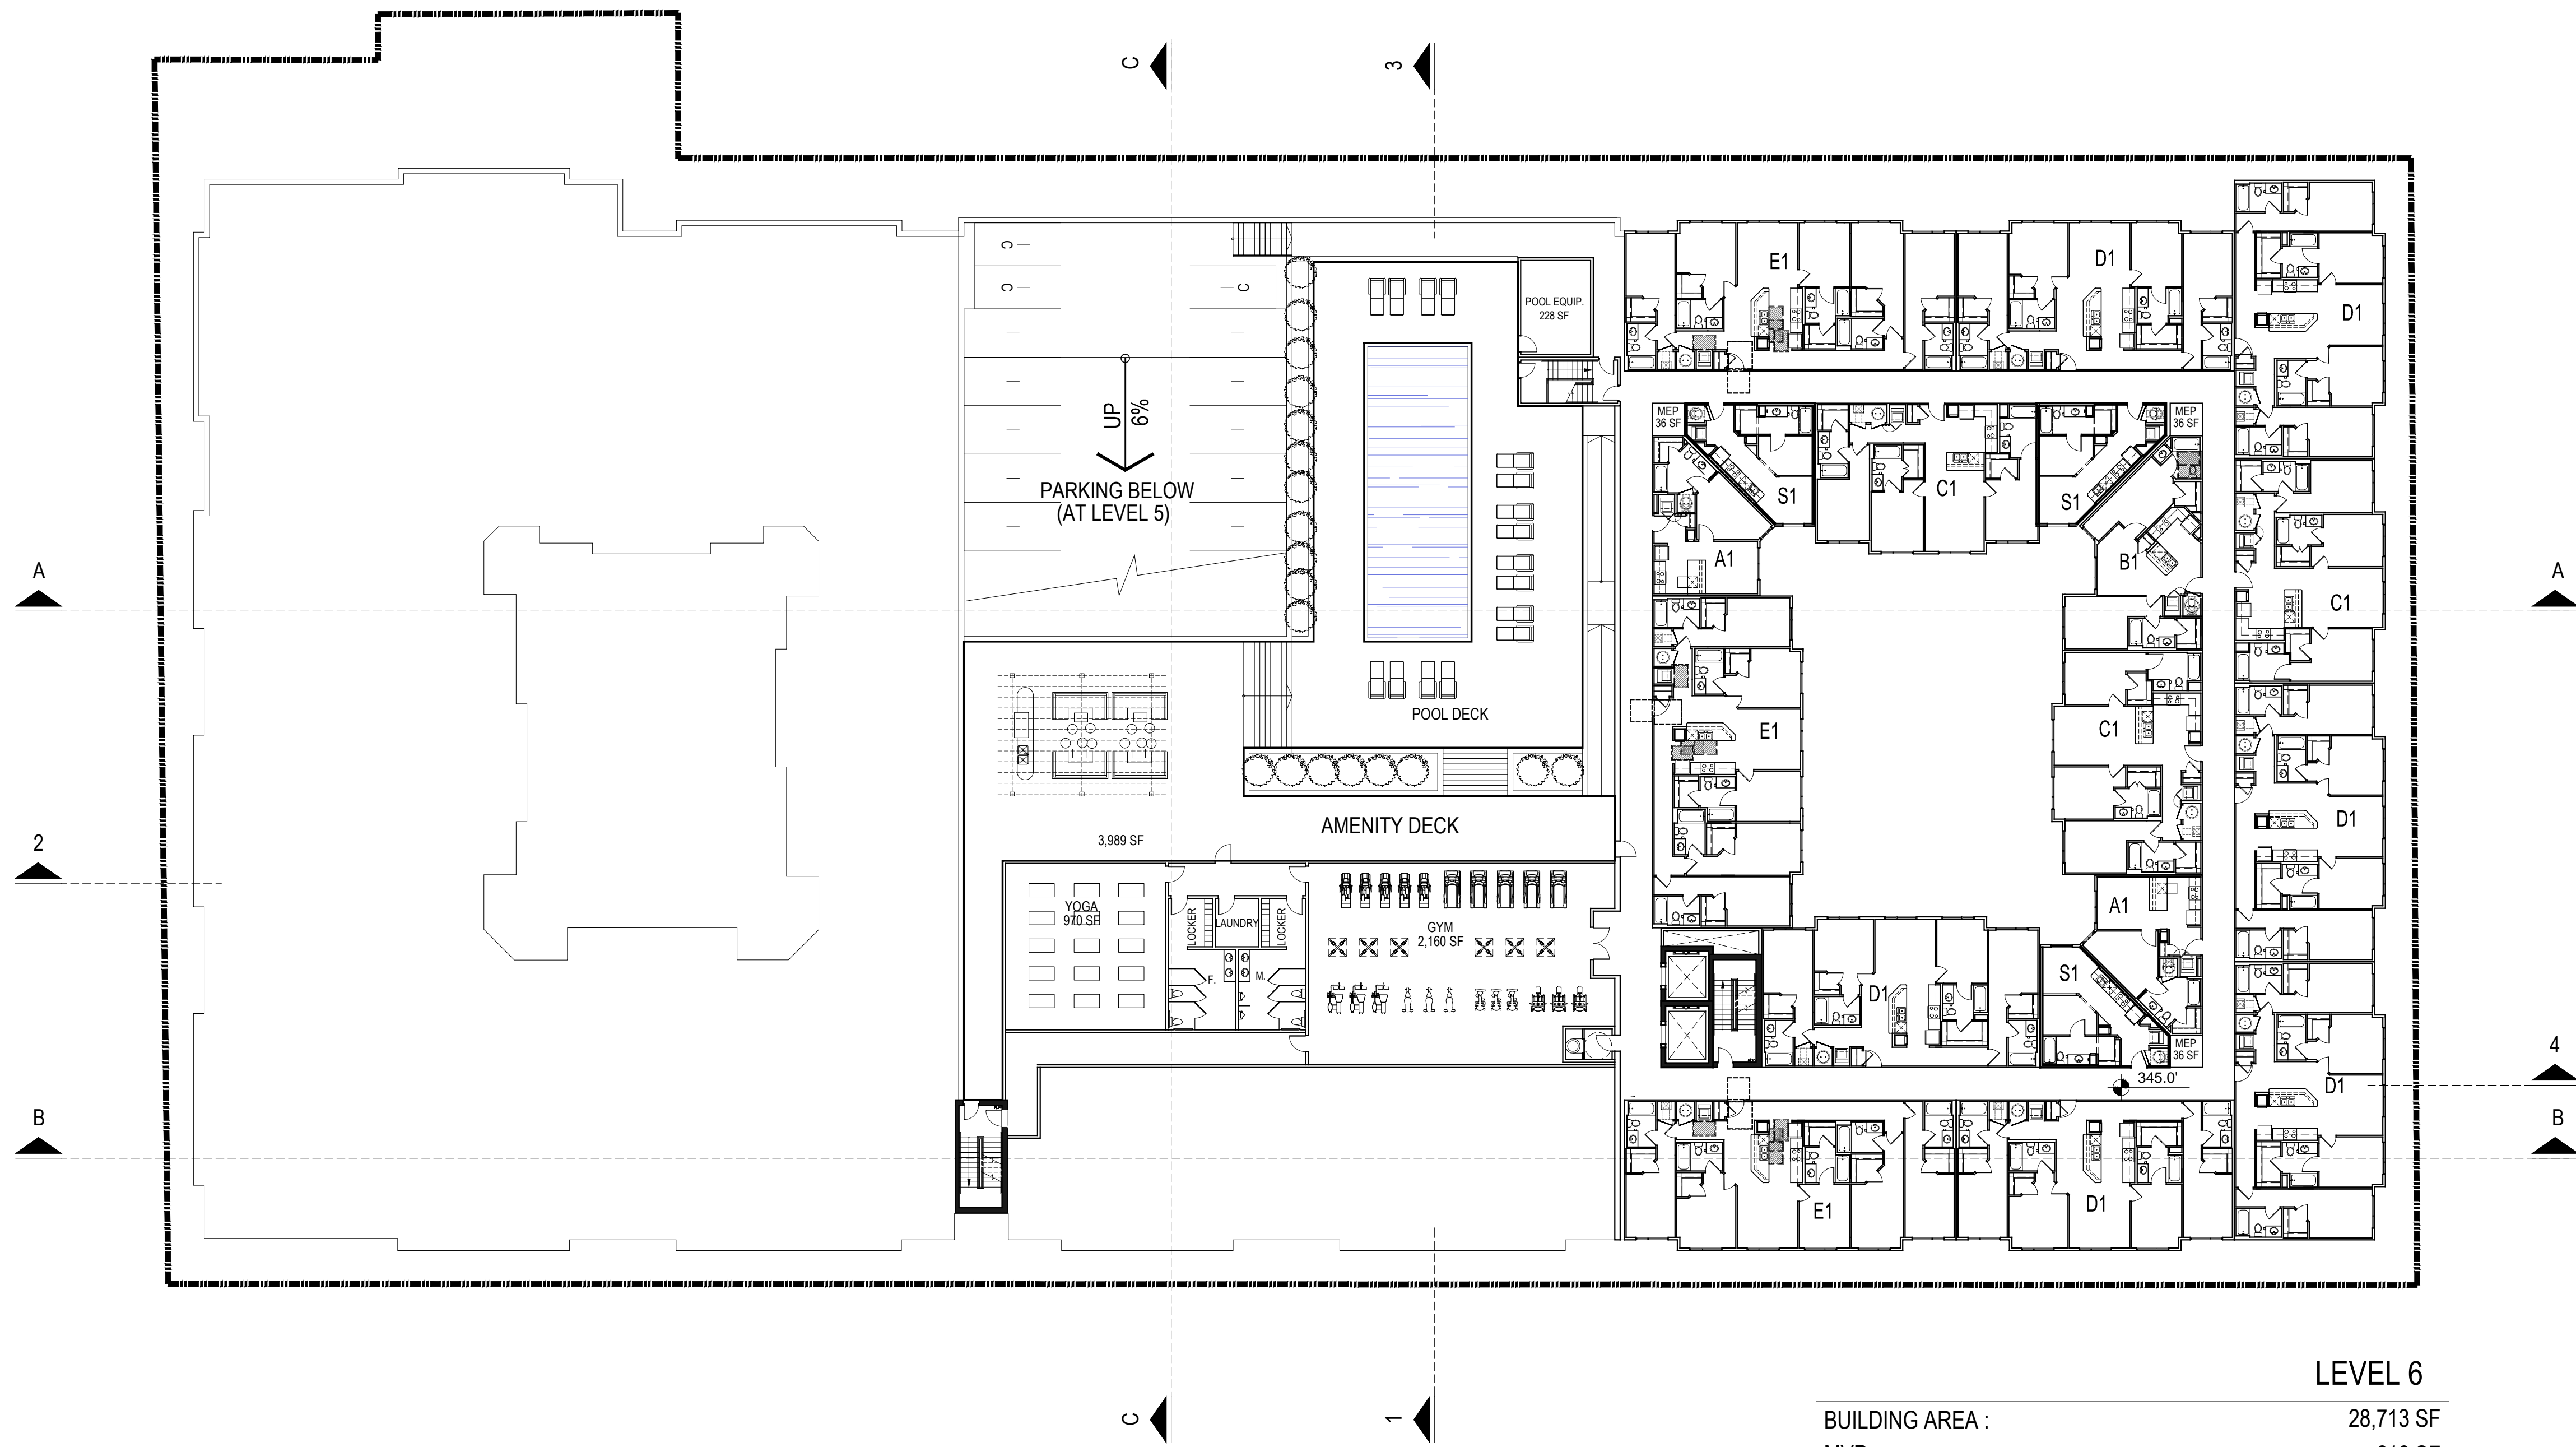 C
3
C
C
C
E1
D1
D1
POOL EQUIP.
228 SF
UP
6%
PARKING BELOW
(AT LEVEL 5)
MEP
36 SF
MEP
36 SF
S1
C1
S1
A1
B1
A
A
C1
POOL DECK
E1
C1
AMENITY DECK
3,989 SF
D1
2
YOGA
970 SF
LOCKER
LAUNDRY
LOCKER
GYM
2,160 SF
A1
F.
M.
D1
S1
MEP
36 SF
345.0'
4
D1
B
B
E1
D1
C
1
LEVEL 6
BUILDING AREA :
28,713 SF